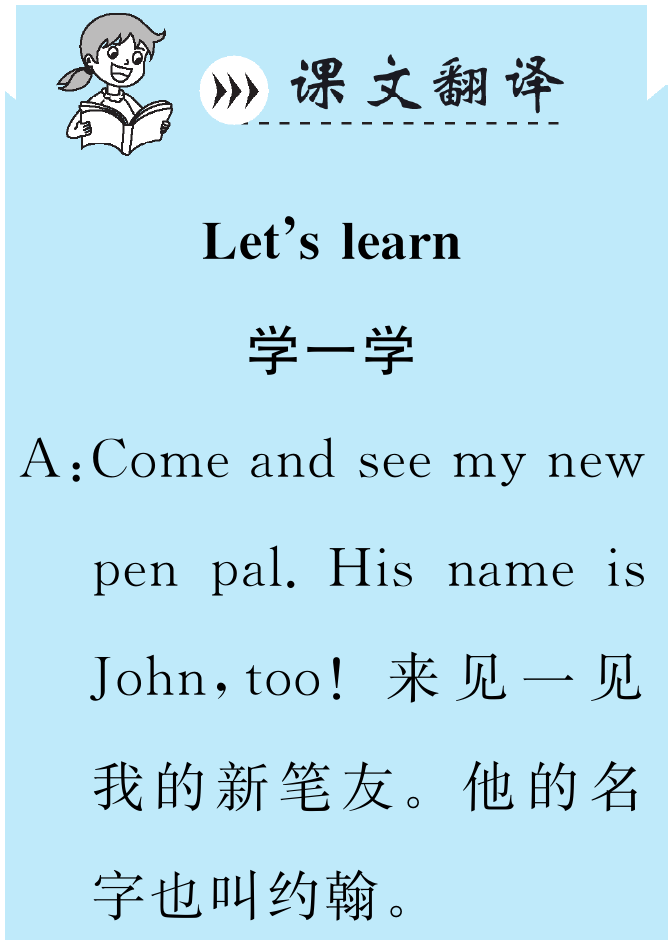 课文翻译
Let's learn
学一学
A:Come and see my new
pen pal. His name is
John,too! 来见一见
我的新笔友。他的名
字也叫约翰。